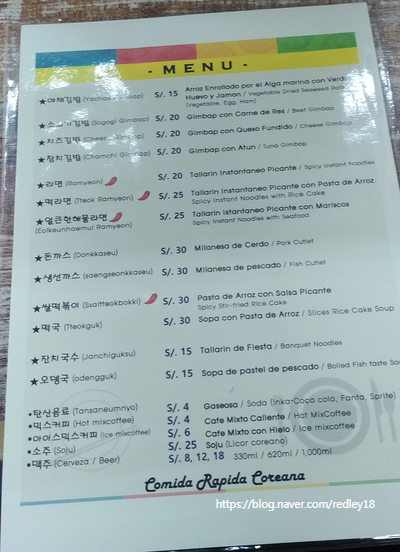 - MENU -
★야채김밥 (Yachae Gimbap) S/. 15 Arroz Enrollado por el Alga marina con Verduras
Huevo y Jamon / Vegetable Dried Seaweed Rolls
(Vegetable, Egg, Ham)
(Sogogi Gimbap) S/. 20 Gimbap con Carne de Res / Beef Gimbap
★치즈김밥 (Cheese Gimbap) S/. 20 Gimbap con Queso Fundido / Cheese Gimbap
★참치김밥 (Chamchi Gimbap) S/. 20 Gimbap con Atun / Tuna Gimbap
★라면 (Ramyeon) S/. 20 Tallarin Instantaneo Picante / Spicy Instant Noodles
★떡라면 (Tteok Ramyeon) S/. 25 Tallarin Instantaneo Picante con Pasta de Arroz
Spicy Instant Noodles with Rice Cake
★얼큰한해물라면 S/. 25 Tallarin Istantaneo Picante con Mariscos
(Eolkeunhaemul Ramyeon) Spicy Instant Noodles with Seafood
★돈까스 (Donkkaseu) S/. 30 Milanesa de Cerdo / Pork Cutlet
★생선까스 (saengseonkkaseu) S/. 30 Milanesa de pescado / Fish Cutlet
★쌀떡볶이 (Ssaltteokbokki) S/. 30 Pasta de Arroz con Salsa Picante
Spicy Stir-fried Rice Cake
★떡국 (Tteokguk) S/. 30 Sopa con Pasta de Arroz / Slices Rice Cake Soup
★잔치국수 (Janchiguksu) S/. 15 Tallarin de Fiesta / Banquet Noodles
★오뎅국 (odengguk) S/. 15 Sopa de pastel de pescado / Boiled Fish taste Soup
•탄산음료 (Tansaneumnyo) S/. 4 Gaseosa / Soda (Inka-Coca cola, Fanta, Sprite)
•믹스커피 (Hot mixcoffee) S/. 4 Cafe Mixto Caliente / Hot MixCoffee
•아이스믹스커피 (Ice mixcoffee) S/. 6 Cafe Mixto con Hielo / Ice mixcoffee
•소주 (Soju) S/. 25 Soju (Licor coreano)
•맥주 (Cerveza / Beer) S/. 8, 12, 18 330ml / 620ml / 1,000ml
Comida Rapida Coreana
https://blog.naver.com/redley18